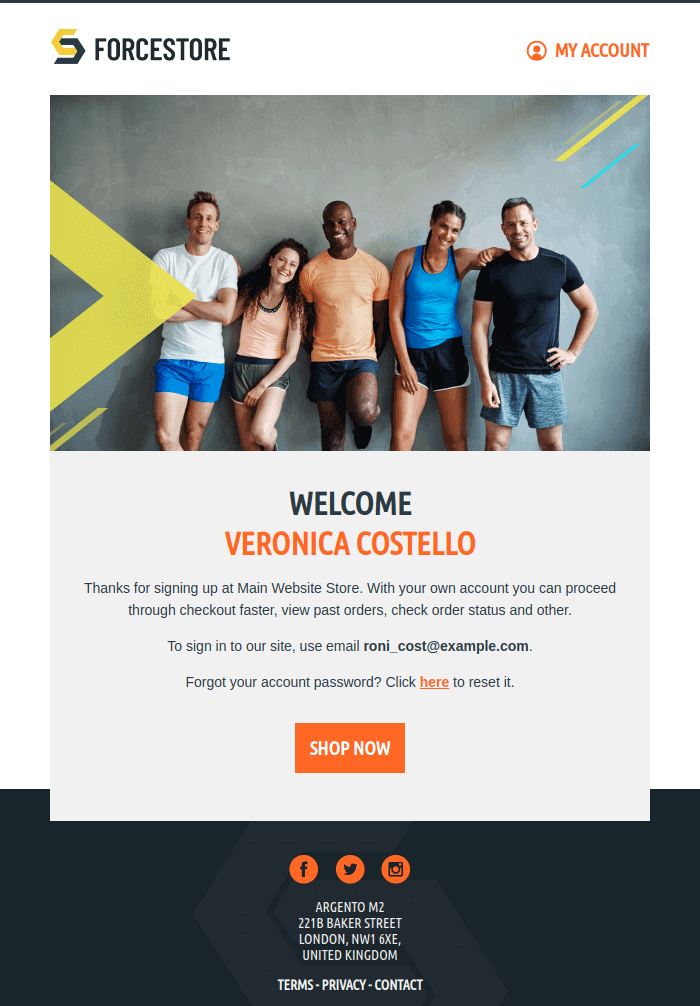 FORCESTORE
MY ACCOUNT
WELCOME
VERONICA COSTELLO
Thanks for signing up at Main Website Store. With your own account you can proceed
through checkout faster, view past orders, check order status and other.
To sign in to our site, use email roni_cost@example.com.
Forgot your account password? Click here to reset it.
SHOP NOW
ARGENTO M2
221B BAKER STREET
LONDON, NW1 6XE,
UNITED KINGDOM
TERMS - PRIVACY - CONTACT